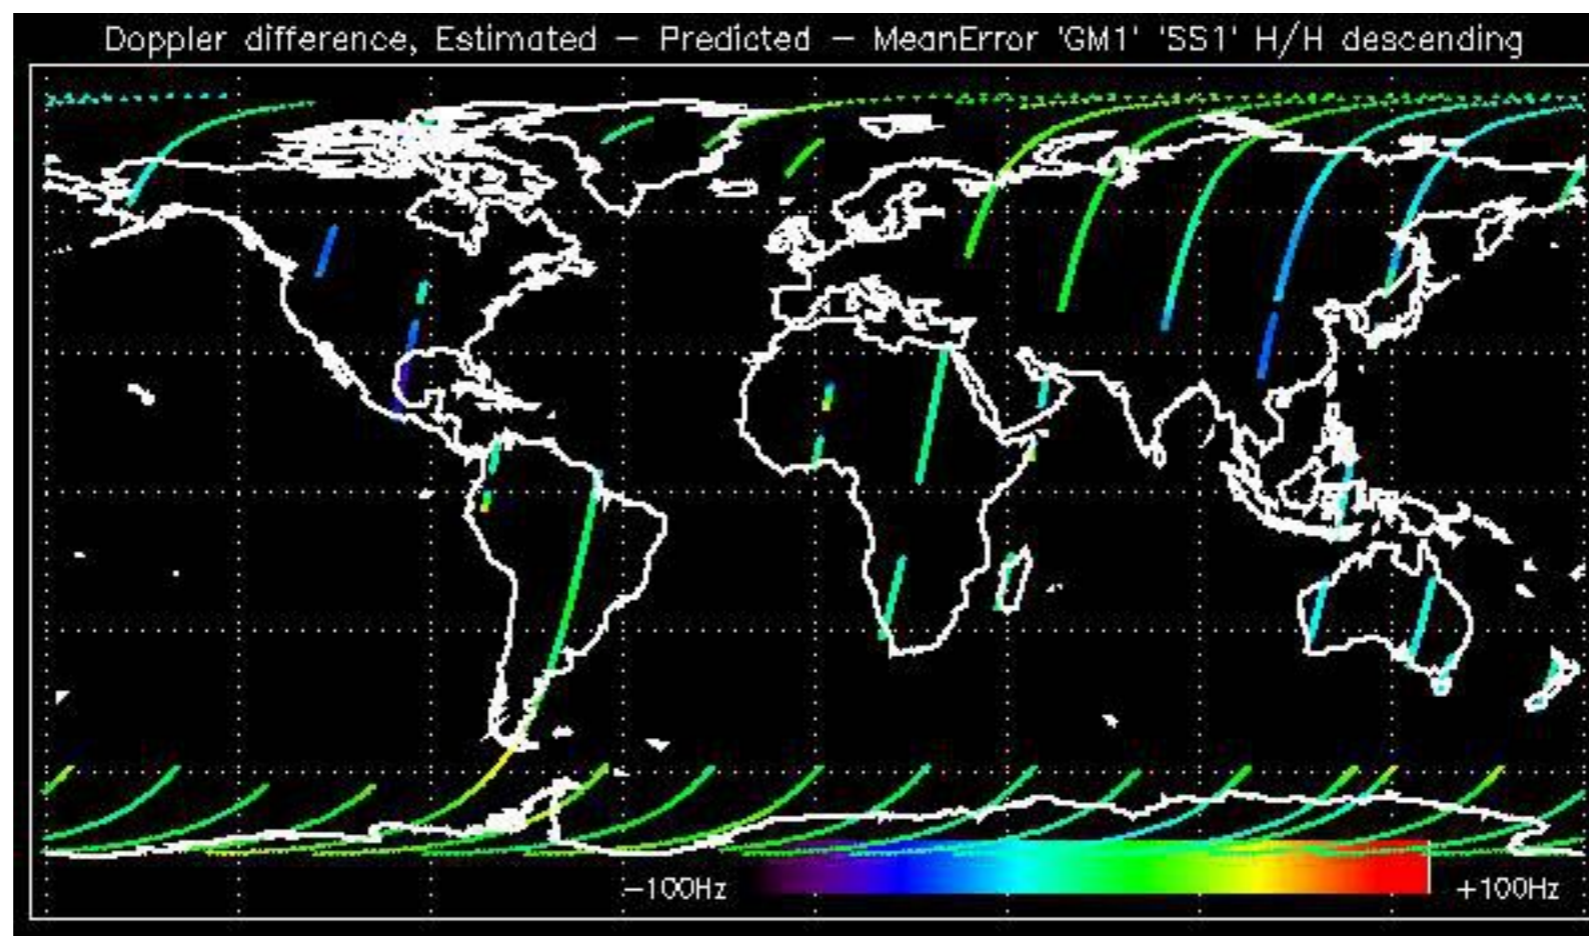 Doppler difference, Estimated – Predicted – MeanError 'GM1' 'SS1' H/H descending
−100Hz
+100Hz